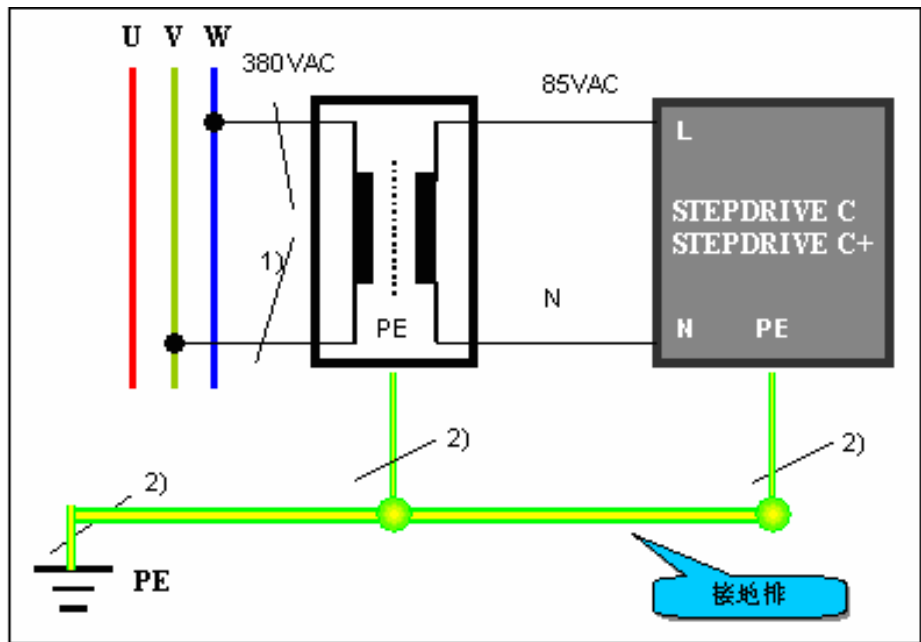 U V W
380VAC
85VAC
L
STEPDRIVE C
STEPDRIVE C+
1)
N
PE
N PE
2)
2)
2)
PE
接地排